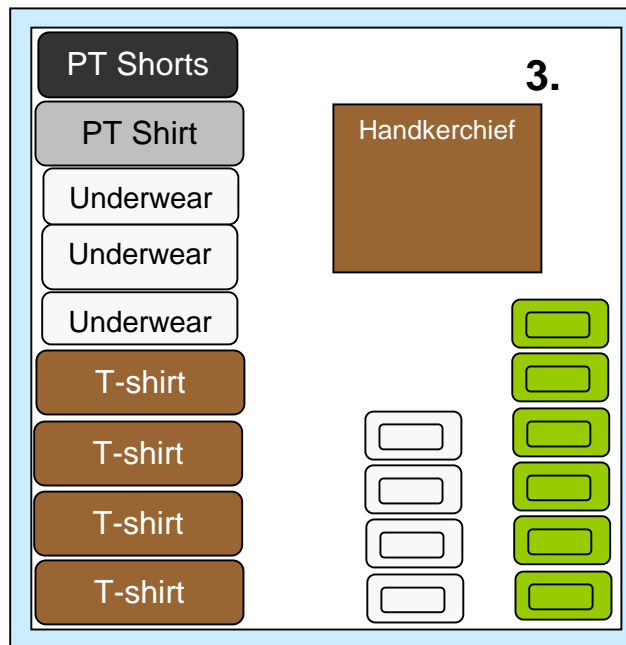 PT Shorts
3.
PT Shirt
Handkerchief
Underwear
Underwear
Underwear
T-shirt
T-shirt
T-shirt
T-shirt